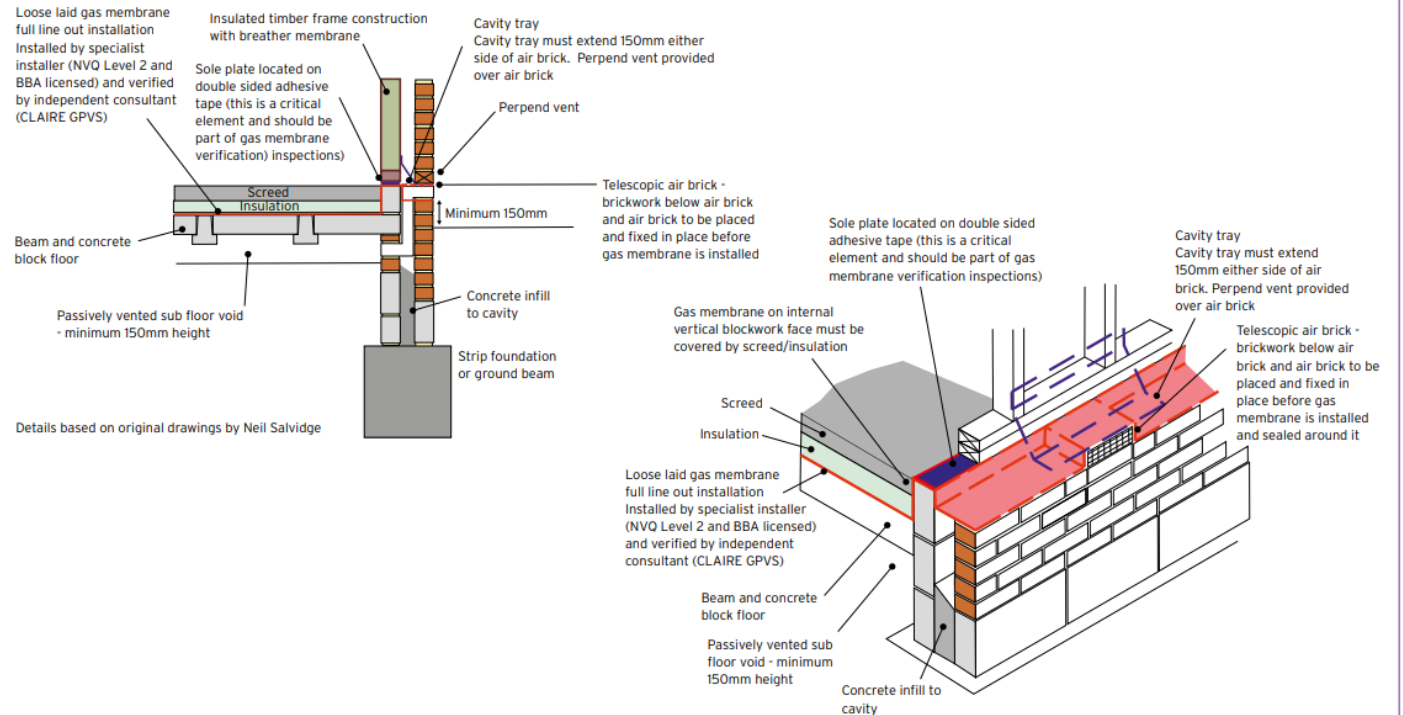 Loose laid gas membrane
full line out installation
Installed by specialist
installer (NVQ Level 2 and
BBA licensed) and verified
by independent consultant
(CLAIRE GPVS)
Insulated timber frame construction
with breather membrane
Sole plate located on
double sided adhesive
tape (this is a critical
element and should be
part of gas membrane
verification) inspections)
Cavity tray
Cavity tray must extend 150mm either
side of air brick. Perpend vent provided
over air brick
Perpend vent
Screed
Insulation
Minimum 150mm
Telescopic air brick -
brickwork below air brick
and air brick to be placed
and fixed in place before
gas membrane is installed
Beam and concrete
block floor
Passively vented sub floor void
- minimum 150mm height
Concrete infill
to cavity
Strip foundation
or ground beam
Details based on original drawings by Neil Salvidge
Sole plate located on double sided
adhesive tape (this is a critical
element and should be part of gas
membrane verification inspections)
Cavity tray
Cavity tray must extend
150mm either side of air
brick. Perpend vent provided
over air brick
Gas membrane on internal
vertical blockwork face must be
covered by screed/insulation
Telescopic air brick -
brickwork below air
brick and air brick to be
placed and fixed in
place before gas
membrane is installed
and sealed around it
Screed
Insulation
Loose laid gas membrane
full line out installation
Installed by specialist installer
(NVQ Level 2 and BBA licensed)
and verified by independent
consultant (CLAIRE GPVS)
Beam and concrete
block floor
Passively vented sub
floor void - minimum
150mm height
Concrete infill to
cavity